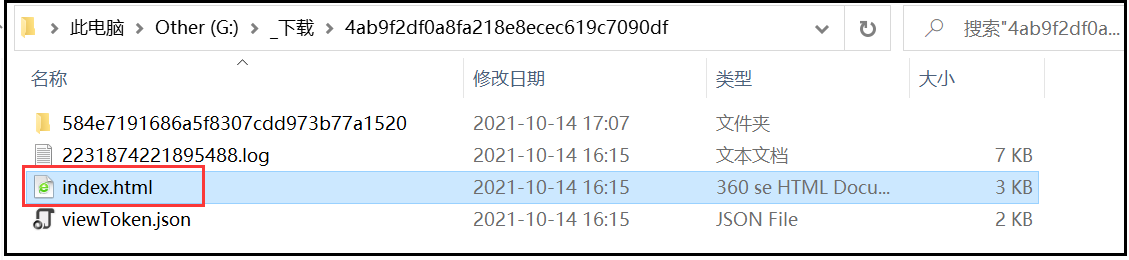 此电脑 > Other (G:) > _下载 > 4ab9f2df0a8fa218e8ecec619c7090df 搜索"4ab9f2df0a...
名称 修改日期 类型 大小
584e7191686a5f8307cdd973b77a1520 2021-10-14 17:07 文件夹
2231874221895488.log 2021-10-14 16:15 文本文档 7 KB
index.html 2021-10-14 16:15 360 se HTML Docu... 3 KB
viewToken.json 2021-10-14 16:15 JSON File 2 KB